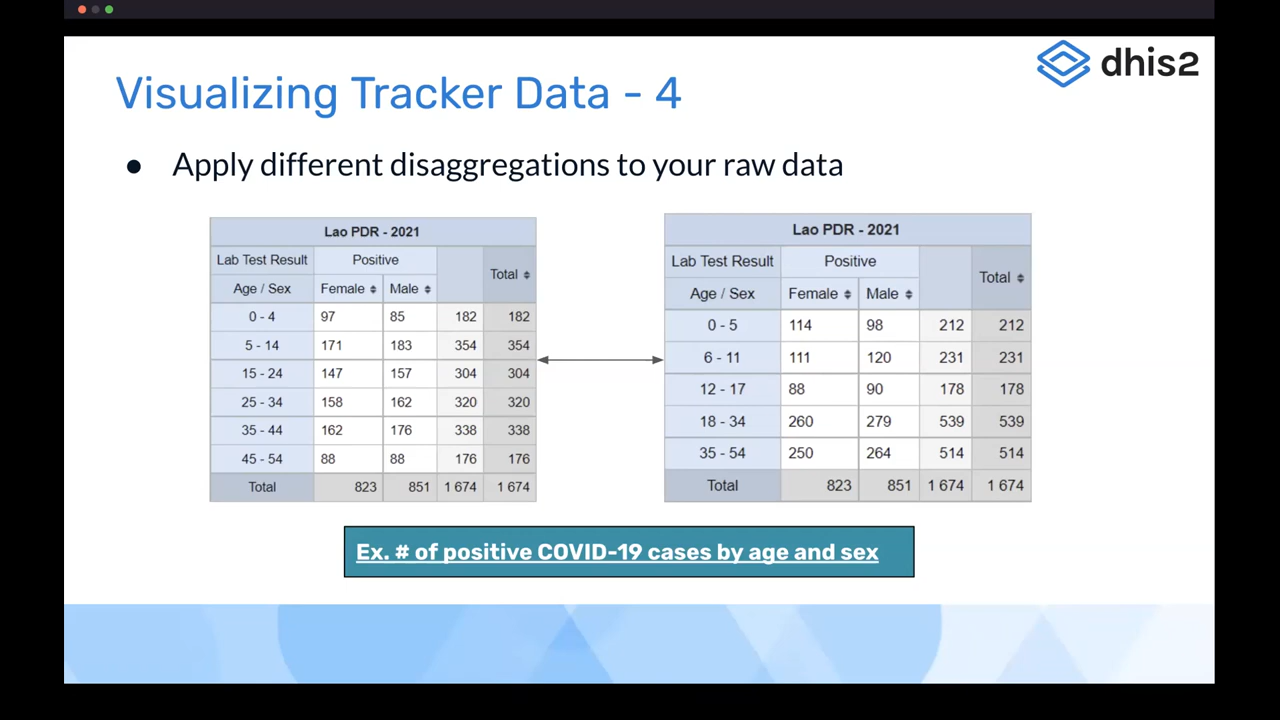 dhis2
Visualizing Tracker Data - 4
● Apply different disaggregations to your raw data
Lao PDR - 2021
Lab Test Result Positive Total
Age / Sex Female Male
0 - 4 97 85 182 182
5 - 14 171 183 354 354
15 - 24 147 157 304 304
25 - 34 158 162 320 320
35 - 44 162 176 338 338
45 - 54 88 88 176 176
Total 823 851 1 674 1 674
Lao PDR - 2021
Lab Test Result Positive Total
Age / Sex Female Male
0 - 5 114 98 212 212
6 - 11 111 120 231 231
12 - 17 88 90 178 178
18 - 34 260 279 539 539
35 - 54 250 264 514 514
Total 823 851 1 674 1 674
Ex. # of positive COVID-19 cases by age and sex